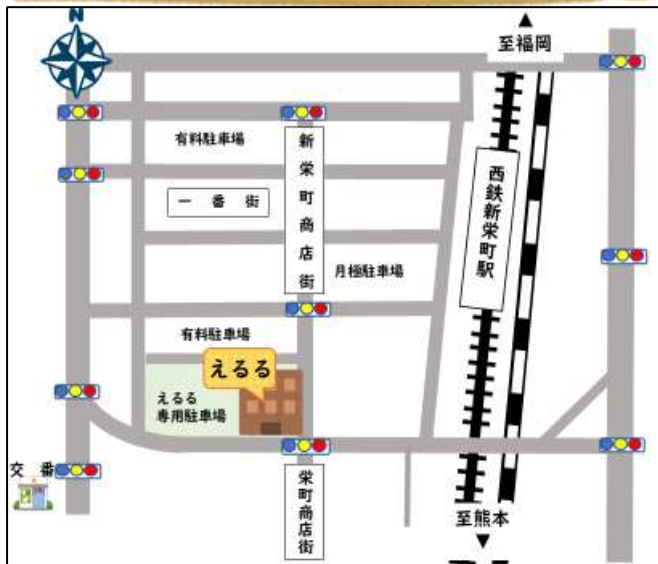 N
至福岡
有料駐車場
新栄町商店街
一番街
西鉄新栄町駅
月極駐車場
有料駐車場
えるる
えるる
専用駐車場
交番
栄町商店街
至熊本